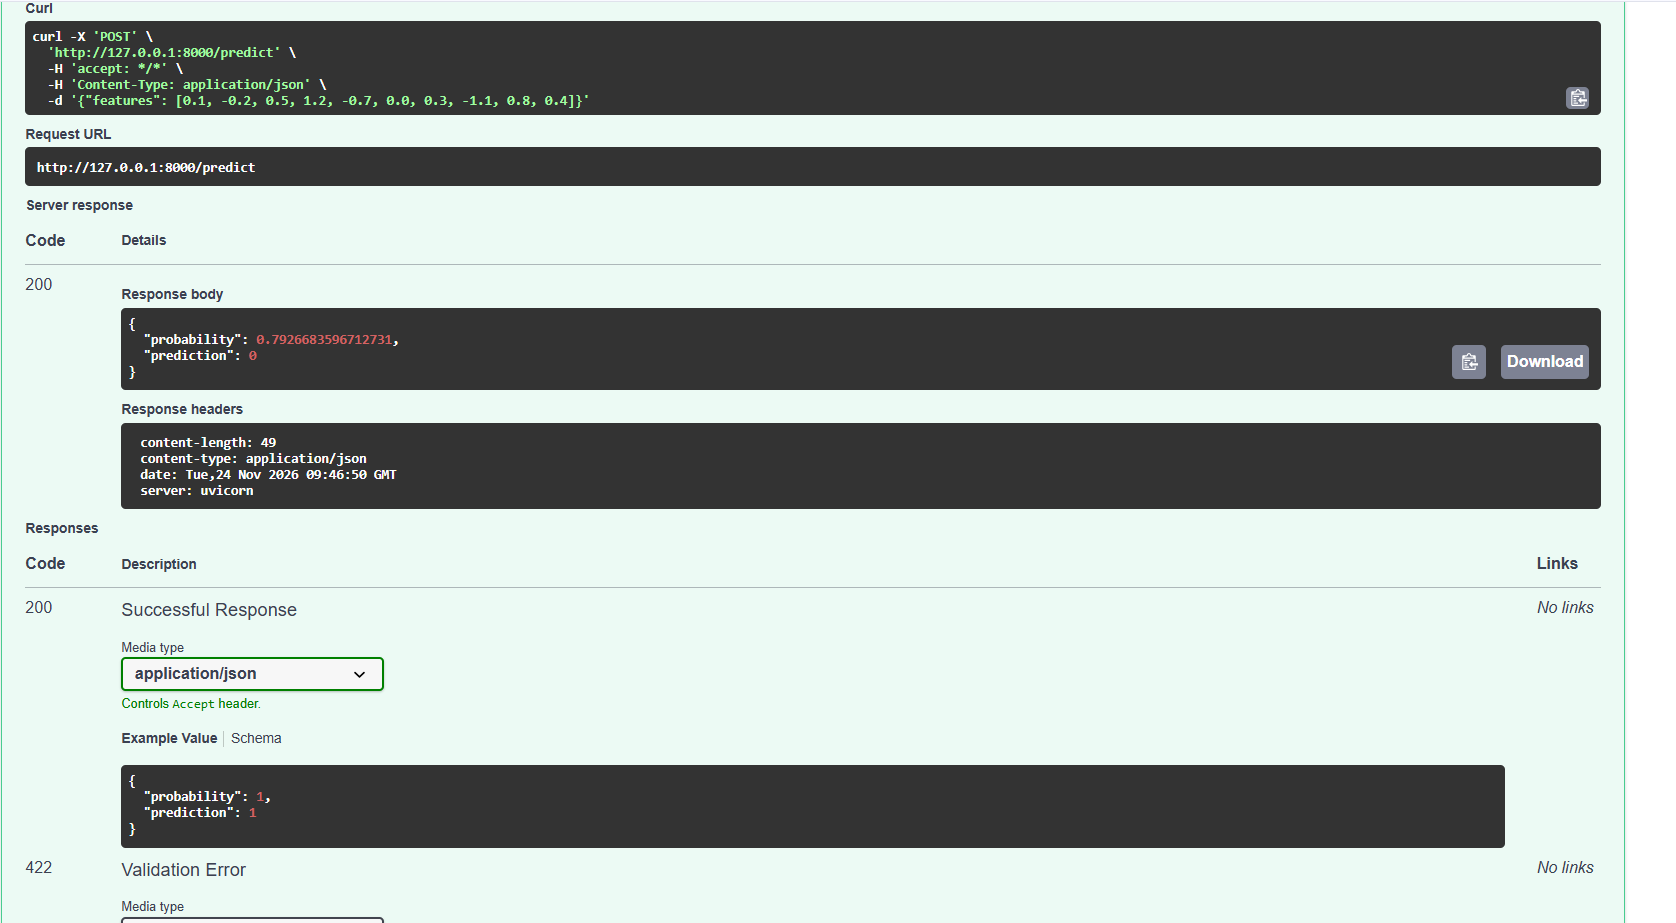 Curl
curl -X 'POST' \
  'http://127.0.0.1:8000/predict' \
  -H 'accept: */*' \
  -H 'Content-Type: application/json' \
  -d '{"features": [0.1, -0.2, 0.5, 1.2, -0.7, 0.0, 0.3, -1.1, 0.8, 0.4]}'
Request URL
http://127.0.0.1:8000/predict
Server response
Code Details
200
Response body
{
  "probability": 0.7926683596712731,
  "prediction": 0
}
Download
Response headers
content-length: 49
content-type: application/json
date: Tue,24 Nov 2026 09:46:50 GMT
server: uvicorn
Responses
Code Description Links
200 Successful Response No links
Media type
application/json
Controls Accept header.
Example Value Schema
{
  "probability": 1,
  "prediction": 1
}
422 Validation Error No links
Media type